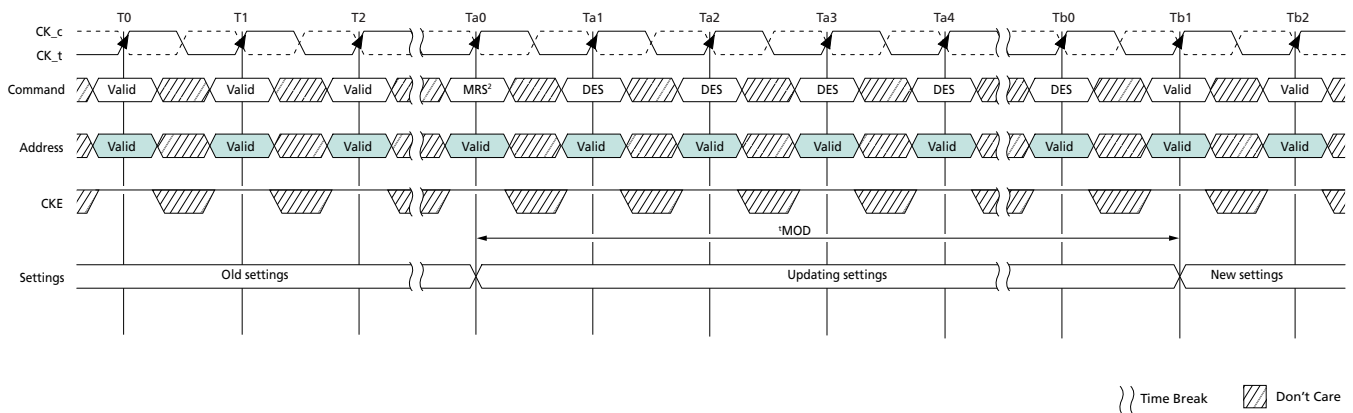 T0 T1 T2 Ta0 Ta1 Ta2 Ta3 Ta4 Tb0 Tb1 Tb2
CK_c
CK_t
Command Valid Valid Valid MRS² DES DES DES DES DES Valid Valid
Address Valid Valid Valid Valid Valid Valid Valid Valid Valid Valid Valid
CKE
ᵗMOD
Settings Old settings Updating settings New settings
Time Break Don't Care